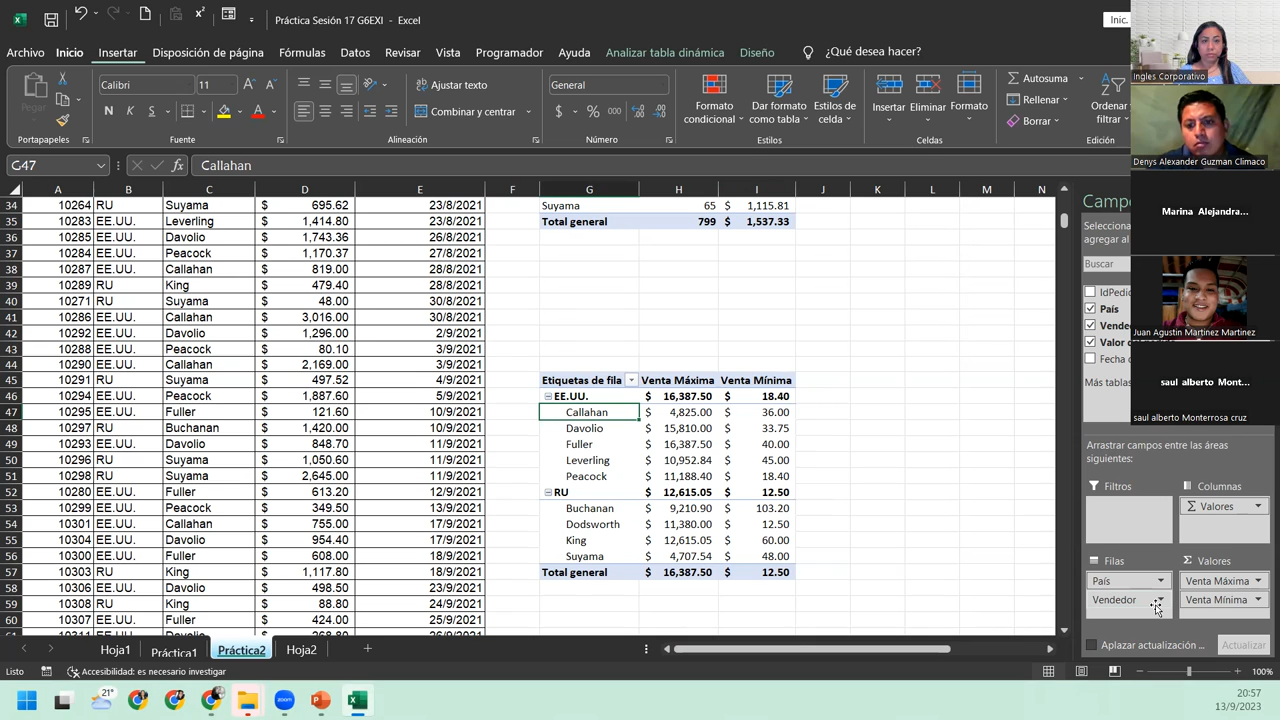 Práctica Sesión 17 G6EXI - Excel
Inic.
Archivo Inicio Insertar Disposición de página Fórmulas Datos Revisar Vista Programador Ayuda Analizar tabla dinámica Diseño ¿Qué desea hacer?
Pegar
Calibri 11
N K S
Ajustar texto
Combinar y centrar
General
$ % 000
Formato condicional
Dar formato como tabla
Estilos de celda
Insertar Eliminar Formato
Autosuma
Rellenar
Borrar
Ordenar y filtrar
Portapapeles Fuente Alineación Número Estilos Celdas Edición
G47 fx Callahan
A B C D E F G H I J K L M N
34 10264 RU Suyama $ 695.62 23/8/2021 Suyama 65 $ 1,115.81
35 10283 EE.UU. Leverling $ 1,414.80 23/8/2021 Total general 799 $ 1,537.33
36 10285 EE.UU. Davolio $ 1,743.36 26/8/2021
37 10284 EE.UU. Peacock $ 1,170.37 27/8/2021
38 10287 EE.UU. Callahan $ 819.00 28/8/2021
39 10289 RU King $ 479.40 28/8/2021
40 10271 RU Suyama $ 48.00 30/8/2021
41 10286 EE.UU. Callahan $ 3,016.00 30/8/2021
42 10292 EE.UU. Davolio $ 1,296.00 2/9/2021
43 10288 EE.UU. Peacock $ 80.10 3/9/2021
44 10290 EE.UU. Callahan $ 2,169.00 3/9/2021
45 10291 RU Suyama $ 497.52 4/9/2021 Etiquetas de fila Venta Máxima Venta Mínima
46 10294 EE.UU. Peacock $ 1,887.60 5/9/2021 EE.UU. $ 16,387.50 $ 18.40
47 10295 EE.UU. Fuller $ 121.60 10/9/2021 Callahan $ 4,825.00 $ 36.00
48 10297 RU Buchanan $ 1,420.00 10/9/2021 Davolio $ 15,810.00 $ 33.75
49 10293 EE.UU. Davolio $ 848.70 11/9/2021 Fuller $ 16,387.50 $ 40.00
50 10296 RU Suyama $ 1,050.60 11/9/2021 Leverling $ 10,952.84 $ 45.00
51 10298 RU Suyama $ 2,645.00 11/9/2021 Peacock $ 11,188.40 $ 18.40
52 10280 EE.UU. Fuller $ 613.20 12/9/2021 RU $ 12,615.05 $ 12.50
53 10299 EE.UU. Peacock $ 349.50 13/9/2021 Buchanan $ 9,210.90 $ 103.20
54 10301 EE.UU. Callahan $ 755.00 17/9/2021 Dodsworth $ 11,380.00 $ 12.50
55 10304 EE.UU. Davolio $ 954.40 17/9/2021 King $ 12,615.05 $ 60.00
56 10300 EE.UU. Fuller $ 608.00 18/9/2021 Suyama $ 4,707.54 $ 48.00
57 10303 RU King $ 1,117.80 18/9/2021 Total general $ 16,387.50 $ 12.50
58 10306 EE.UU. Davolio $ 498.50 23/9/2021
59 10308 RU King $ 88.80 24/9/2021
60 10307 EE.UU. Fuller $ 424.00 25/9/2021
Campo
Selecciona
agregar al
Buscar
IdPedid
País
Vended
Valor d
Fecha d
Más tablas
Arrastrar campos entre las áreas
siguientes:
Filtros
Columnas
Σ Valores
Filas
Σ Valores
País Venta Máxima
Vendedor Venta Mínima
Aplazar actualización ... Actualizar
Ingles Corporativo
Denys Alexander Guzman Climaco
Marina Alejandra...
Juan Agustin Martinez Martinez
saul alberto Mont...
saul alberto Monterrosa cruz
Hoja1 Práctica1 Práctica2 Hoja2
Listo Accesibilidad: es necesario investigar 100%
21°
zoom
20:57
13/9/2023